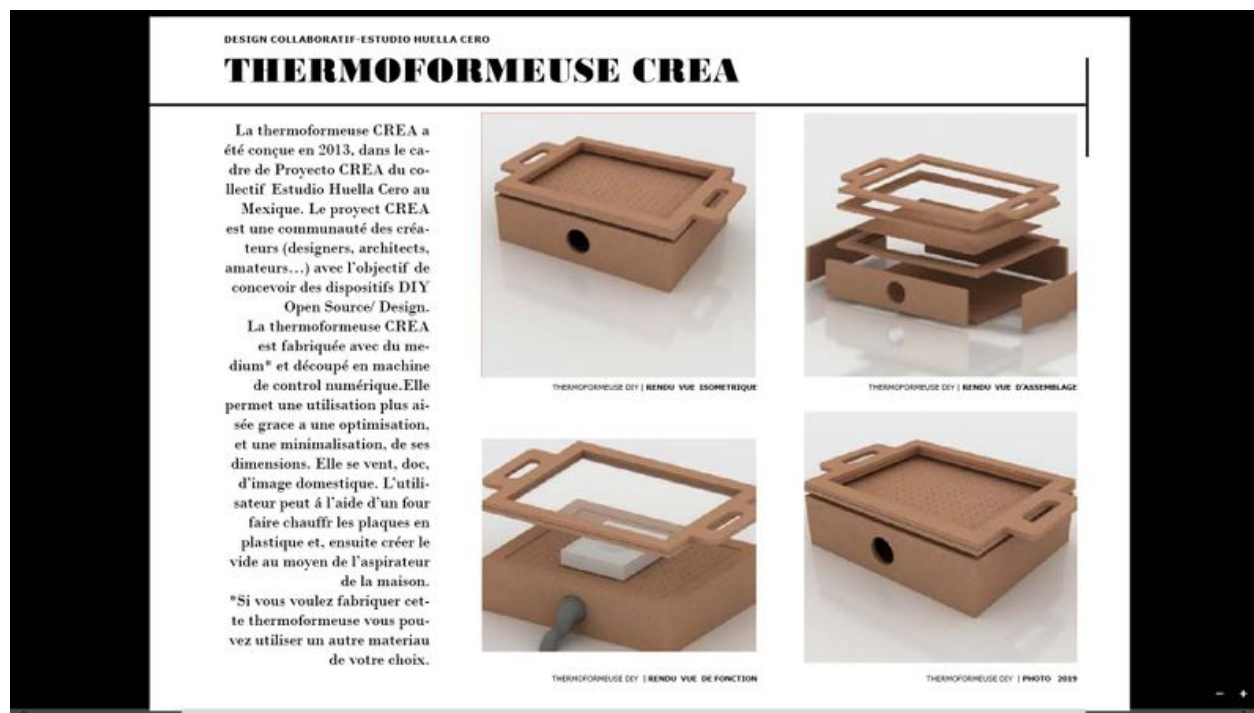 DESIGN COLLABORATIF-ESTUDIO HUELLA CERO
THERMOFORMEUSE CREA
La thermoformeuse CREA a
été conçue en 2013, dans le ca-
dre de Proyecto CREA du co-
llectif Estudio Huella Cero au
Mexique. Le proyect CREA
est une communauté des créa-
teurs (designers, architects,
amateurs...) avec l'objectif de
concevoir des dispositifs DIY
Open Source/ Design.
La thermoformeuse CREA
est fabriquée avec du me-
dium* et découpé en machine
de control numérique.Elle
permet une utilisation plus ai-
sée grace a une optimisation,
et une minimalisation, de ses
dimensions. Elle se vent, doc,
d'image domestique. L'utili-
sateur peut á l'aide d'un four
faire chauffr les plaques en
plastique et, ensuite créer le
vide au moyen de l'aspirateur
de la maison.
*Si vous voulez fabriquer cet-
te thermoformeuse vous pou-
vez utiliser un autre materiau
de votre choix.
THERMOFORMEUSE DIY | RENDU VUE ISOMETRIQUE
THERMOFORMEUSE DIY | RENDU VUE D'ASSEMBLAGE
THERMOFORMEUSE DIY | RENDU VUE DE FONCTION
THERMOFORMEUSE DIY | PHOTO 2019